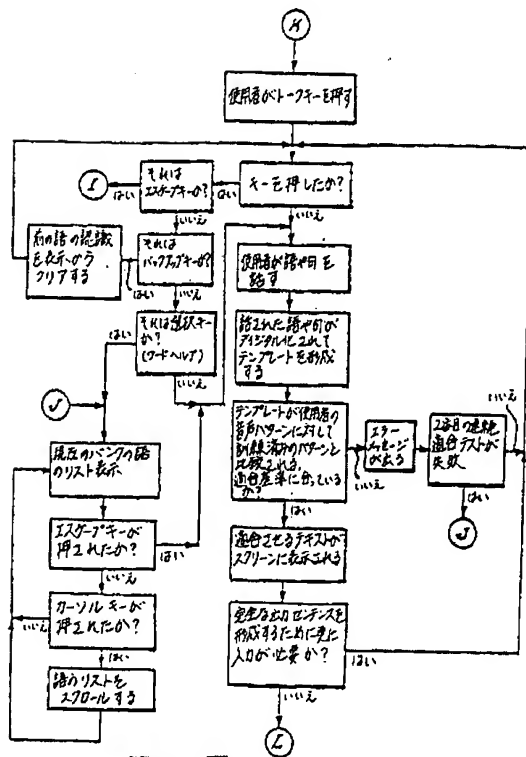 K
使用者がトークキーを押す
キーを押したか?
はい
いいえ
それは
エスケープキーか?
はい
いいえ
I
それは
バックアップキーか?
はい
いいえ
前の語の認識
を表示から
クリアする
それは選択キー
か?
(ワードヘルプ)
はい
いいえ
J
現在のバンクの語
のリスト表示
エスケープキーが
押されたか?
はい
いいえ
カーソルキーが
押されたか?
いいえ
はい
語のリストを
スクロールする
使用者が語や句を
話す
話された語や句が
ディジタル化されて
テンプレートを形成
する
テンプレートが使用者の
音声パターンに対して
訓練済みのパターンと
比較される。
適合基準に合っている
か?
いいえ
はい
エラー
メッセージ
が出る
2番目の連続
適合テストが
失敗
いいえ
はい
J
適合させるテキストが
スクリーンに表示される
完全な出力センテンスを
形成するために更に
入力が必要か?
はい
いいえ
L